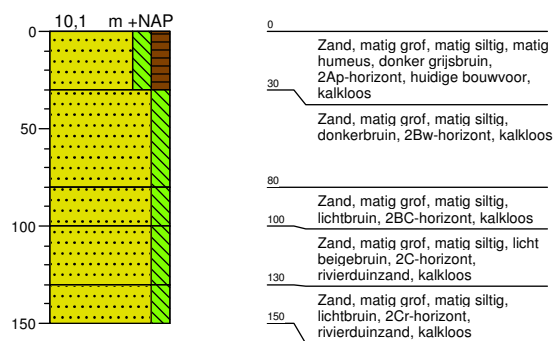 10,1 m +NAP
0
50
100
150
0
Zand, matig grof, matig siltig, matig
humeus, donker grijsbruin,
2Ap-horizont, huidige bouwvoor,
kalkloos
30
Zand, matig grof, matig siltig,
donkerbruin, 2Bw-horizont, kalkloos
80
Zand, matig grof, matig siltig,
lichtbruin, 2BC-horizont, kalkloos
100
Zand, matig grof, matig siltig, licht
beigebruin, 2C-horizont,
rivierduinzand, kalkloos
130
Zand, matig grof, matig siltig,
lichtbruin, 2Cr-horizont,
rivierduinzand, kalkloos
150